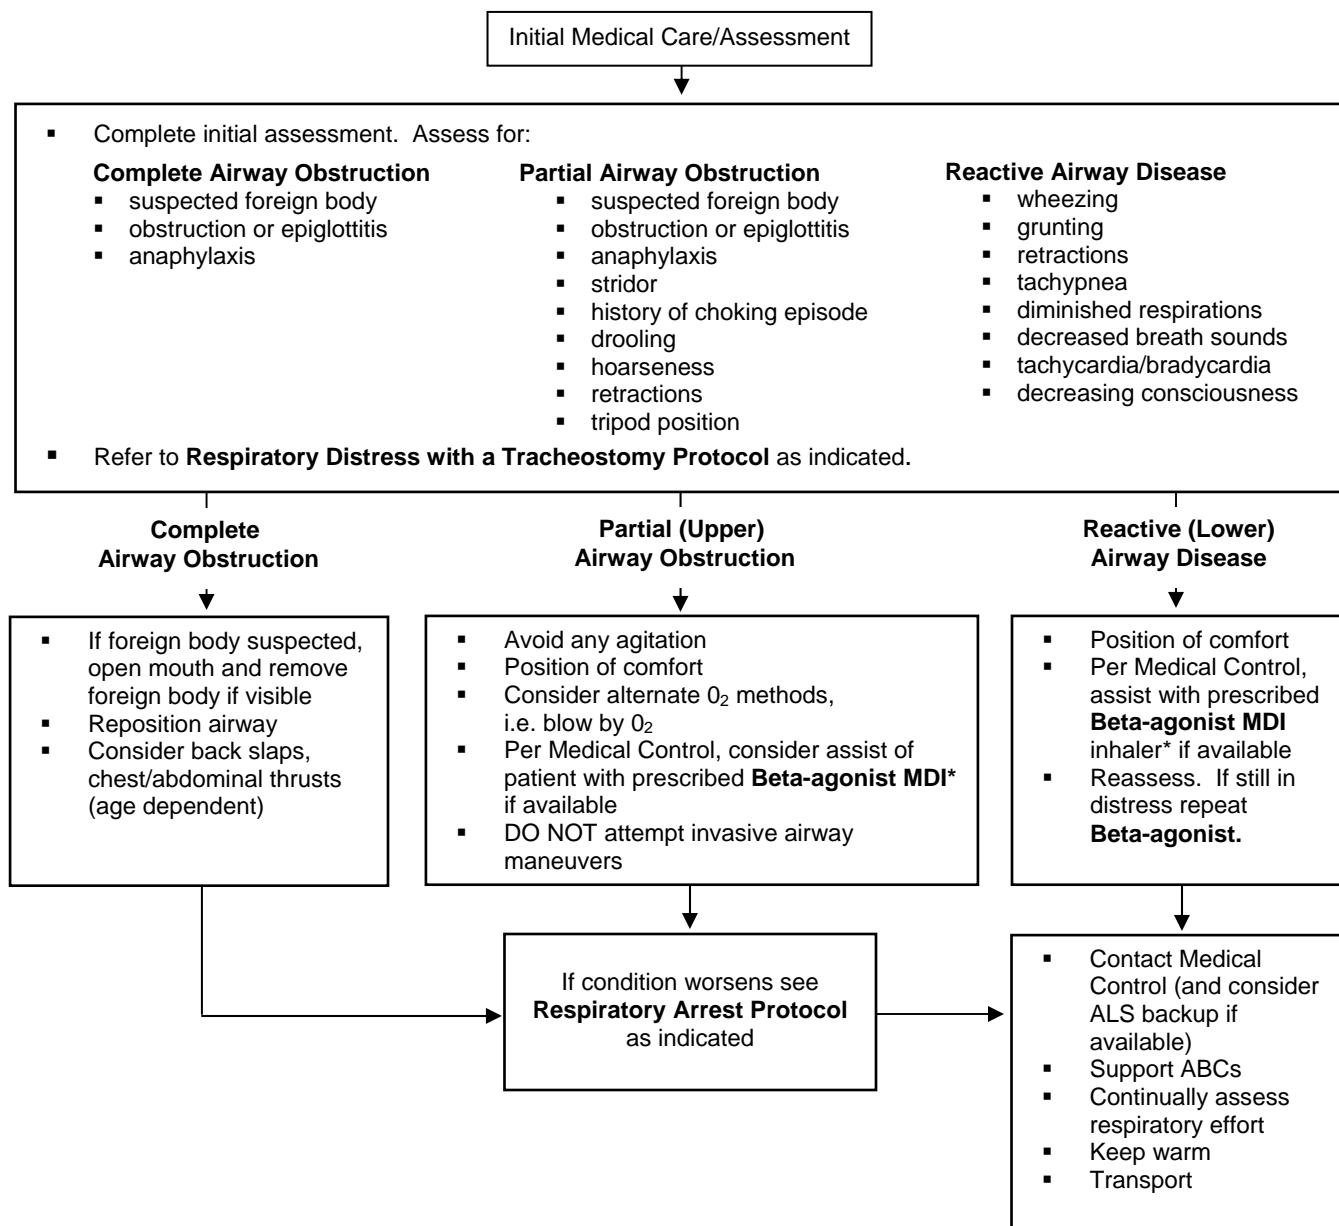 Initial Medical Care/Assessment
▪ Complete initial assessment.  Assess for:
Complete Airway Obstruction
▪ suspected foreign body
▪ obstruction or epiglottitis
▪ anaphylaxis
Partial Airway Obstruction
▪ suspected foreign body
▪ obstruction or epiglottitis
▪ anaphylaxis
▪ stridor
▪ history of choking episode
▪ drooling
▪ hoarseness
▪ retractions
▪ tripod position
Reactive Airway Disease
▪ wheezing
▪ grunting
▪ retractions
▪ tachypnea
▪ diminished respirations
▪ decreased breath sounds
▪ tachycardia/bradycardia
▪ decreasing consciousness
▪ Refer to Respiratory Distress with a Tracheostomy Protocol as indicated.
Complete
Airway Obstruction
▪ If foreign body suspected,
open mouth and remove
foreign body if visible
▪ Reposition airway
▪ Consider back slaps,
chest/abdominal thrusts
(age dependent)
Partial (Upper)
Airway Obstruction
▪ Avoid any agitation
▪ Position of comfort
▪ Consider alternate 0₂ methods,
i.e. blow by 0₂
▪ Per Medical Control, consider assist of
patient with prescribed Beta-agonist MDI*
if available
▪ DO NOT attempt invasive airway
maneuvers
Reactive (Lower)
Airway Disease
▪ Position of comfort
▪ Per Medical Control,
assist with prescribed
Beta-agonist MDI
inhaler* if available
▪ Reassess.  If still in
distress repeat
Beta-agonist.
If condition worsens see
Respiratory Arrest Protocol
as indicated
▪ Contact Medical
Control (and consider
ALS backup if
available)
▪ Support ABCs
▪ Continually assess
respiratory effort
▪ Keep warm
▪ Transport